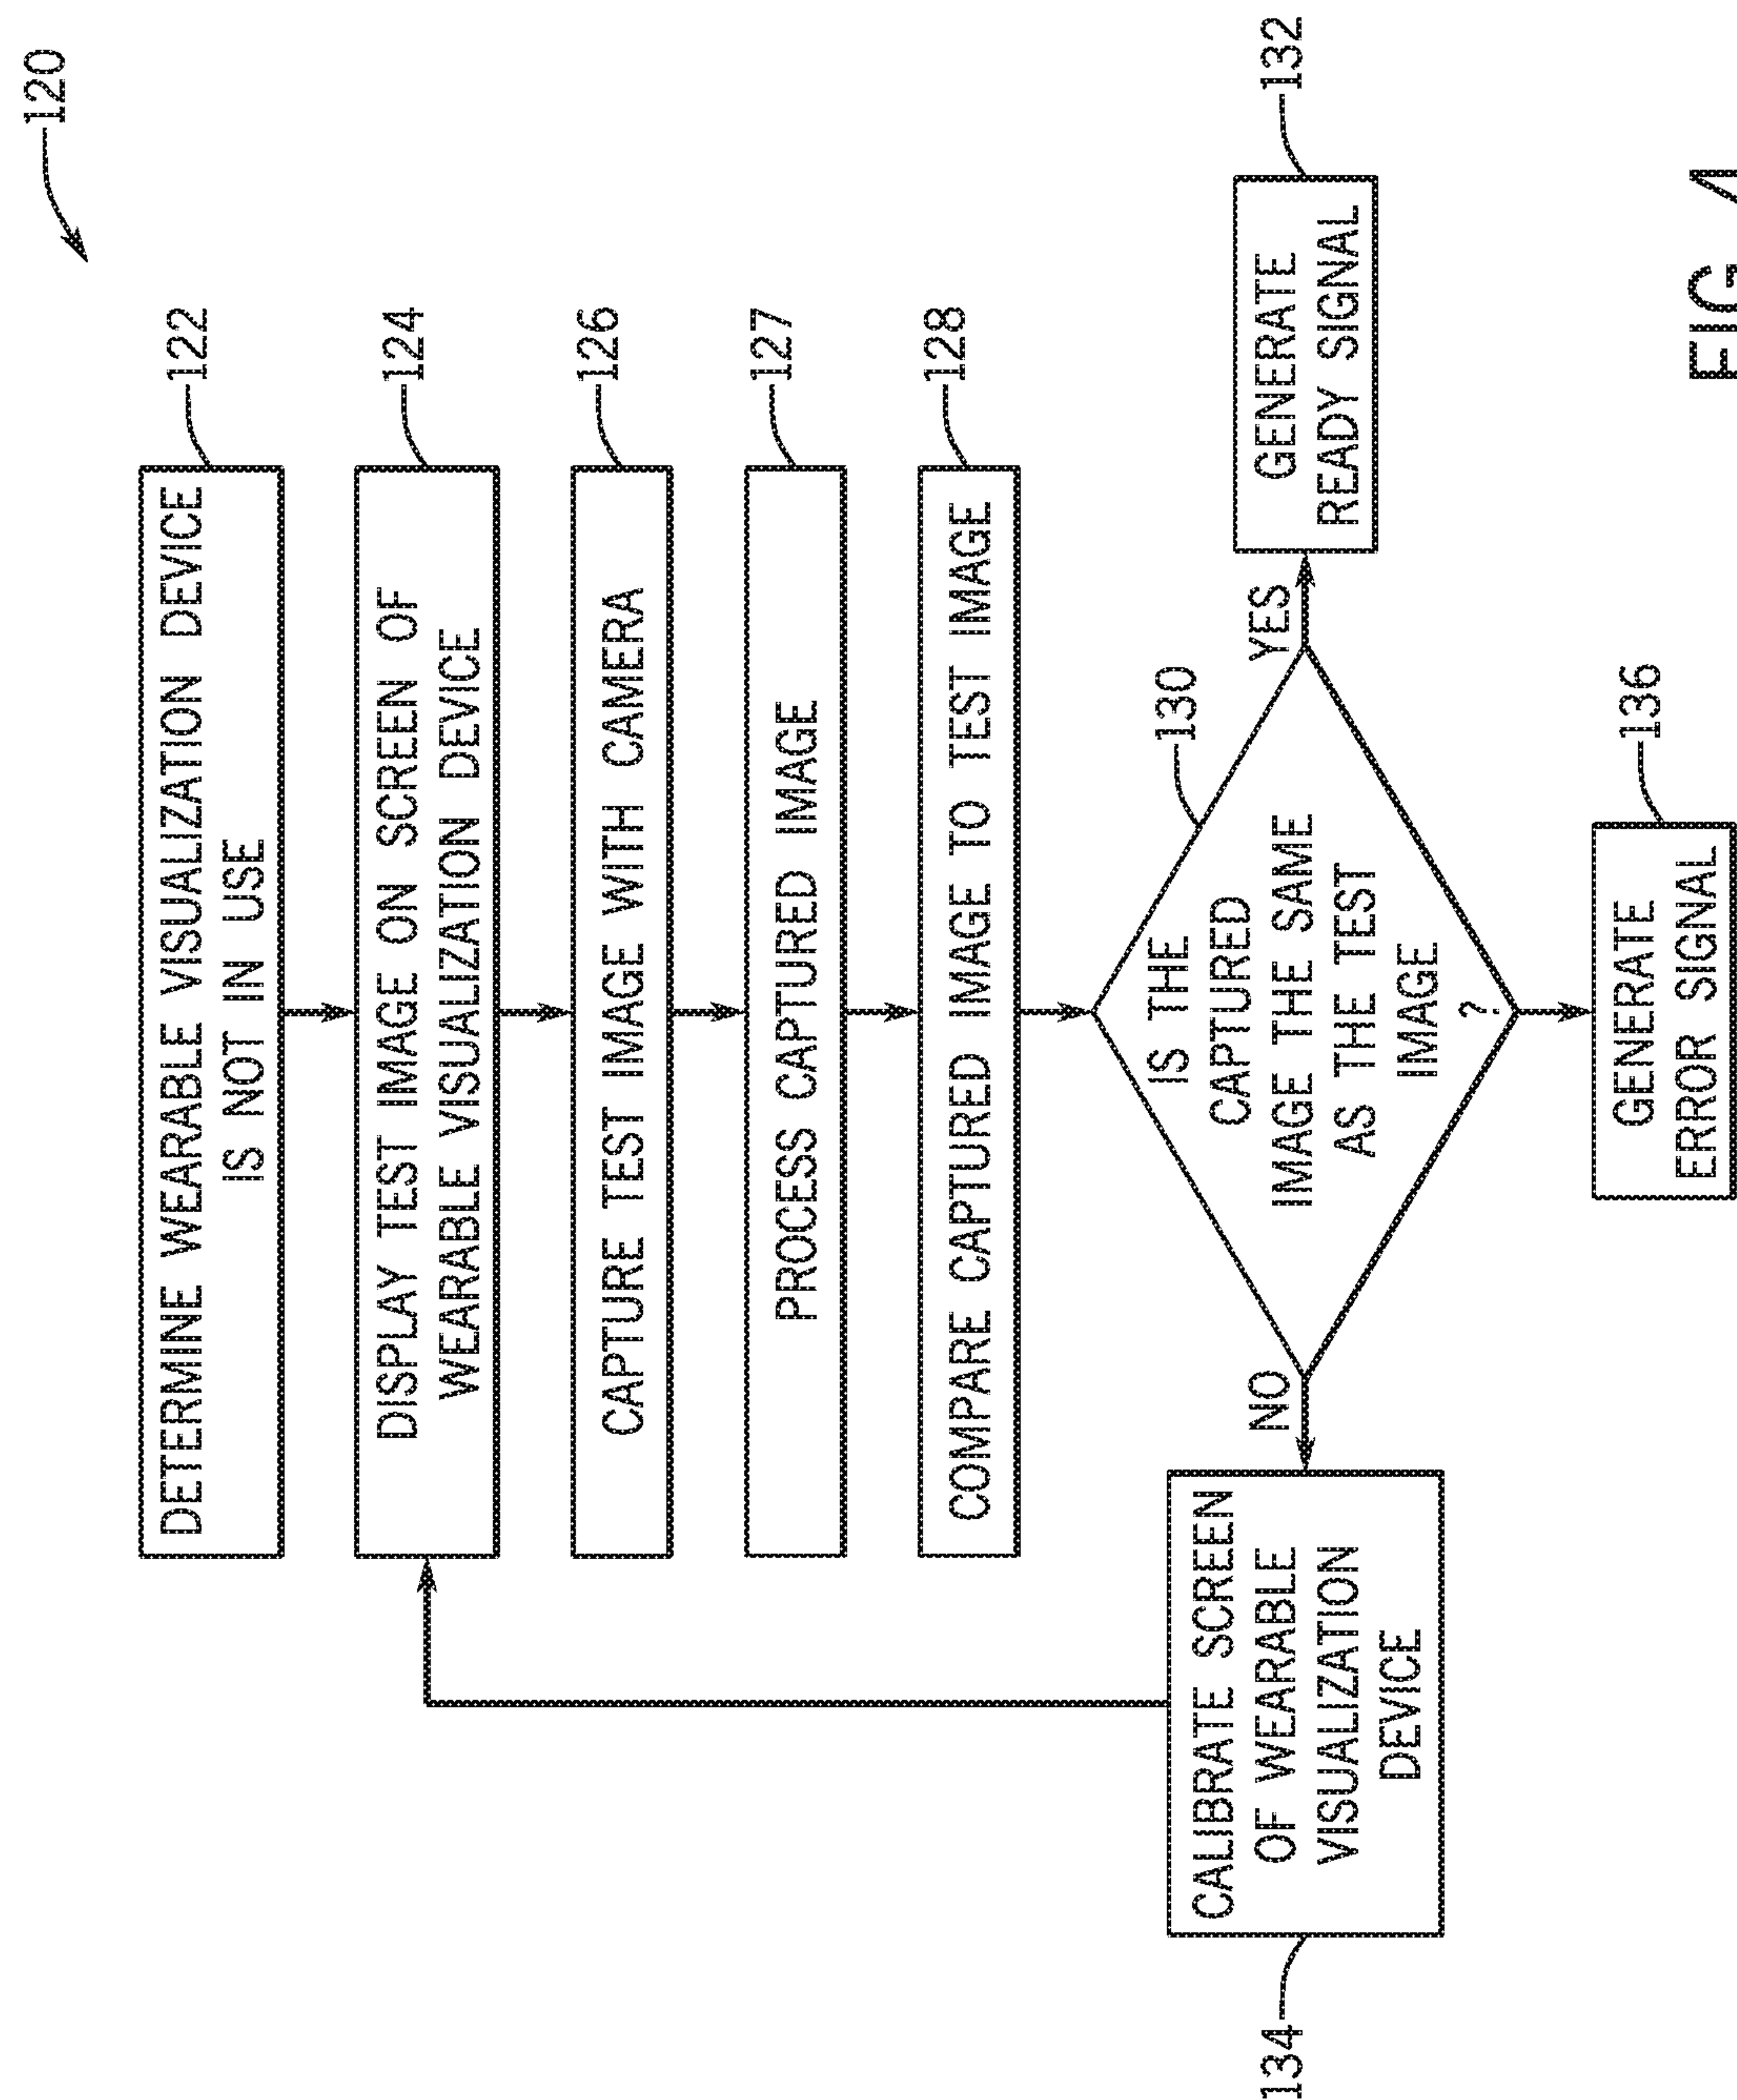 120
DETERMINE WEARABLE VISUALIZATION DEVICE
IS NOT IN USE
122
DISPLAY TEST IMAGE ON SCREEN OF
WEARABLE VISUALIZATION DEVICE
124
CAPTURE TEST IMAGE WITH CAMERA
126
PROCESS CAPTURED IMAGE
127
COMPARE CAPTURED IMAGE TO TEST IMAGE
128
IS THE
CAPTURED
IMAGE THE SAME
AS THE TEST
IMAGE
?
130
YES
GENERATE
READY SIGNAL
132
NO
CALIBRATE SCREEN
OF WEARABLE
VISUALIZATION
DEVICE
134
GENERATE
ERROR SIGNAL
136
FIG. 4